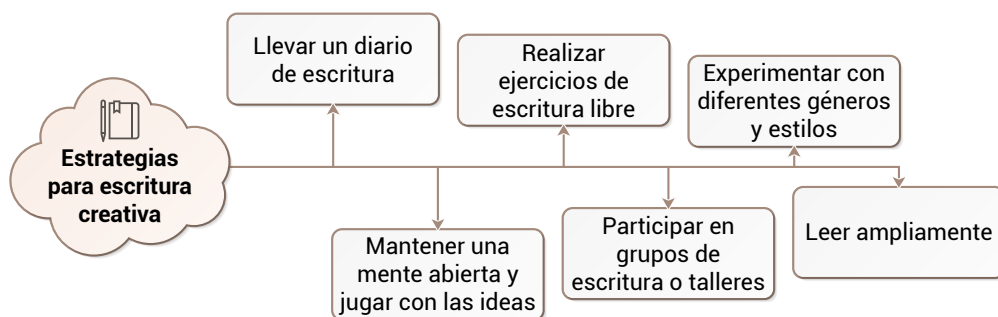 Estrategias
para escritura
creativa
Llevar un diario
de escritura
Mantener una
mente abierta y
jugar con las ideas
Realizar
ejercicios de
escritura libre
Participar en
grupos de
escritura o talleres
Experimentar con
diferentes géneros
y estilos
Leer ampliamente